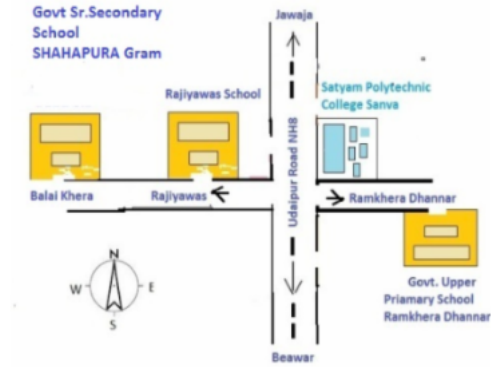 Govt Sr.Secondary
School
SHAHAPURA Gram
Jawaja
Rajiyawas School
Satyam Polytechnic
College Sanva
Udaipur Road NH8
Balai Khera
Rajiyawas
Ramkhera Dhannar
N
W
E
S
Govt. Upper
Priamary School
Ramkhera Dhannar
Beawar